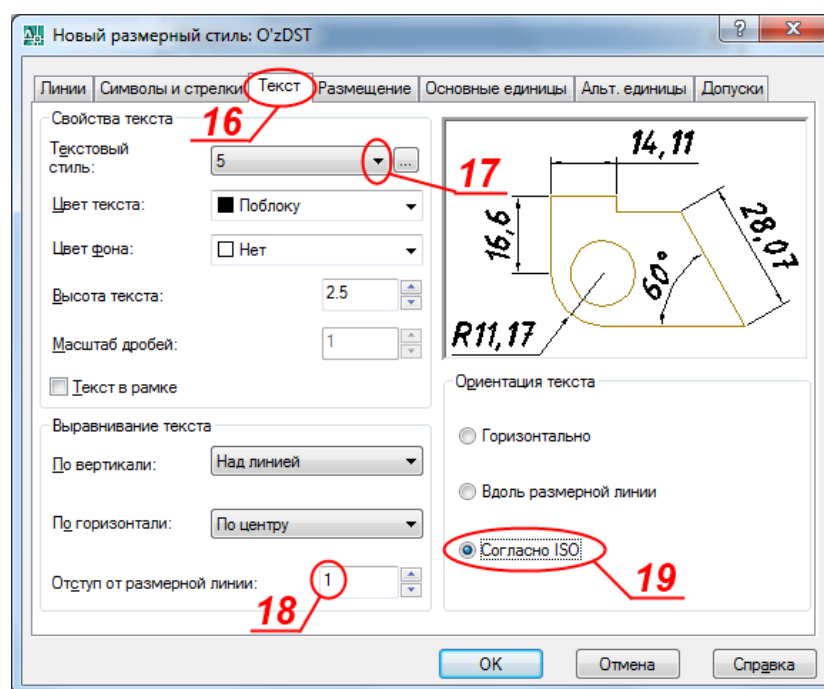 Новый размерный стиль: O'zDST
?
x
Линии Символы и стрелки Текст Размещение Основные единицы Альт. единицы Допуски
16
Свойства текста
Текстовый стиль: 5 ...
17
Цвет текста: Поблоку
Цвет фона: Нет
Высота текста: 2.5
Масштаб дробей: 1
Текст в рамке
Выравнивание текста
По вертикали: Над линией
По горизонтали: По центру
Отступ от размерной линии: 1
18
14,11
16,6
28,07
60°
R11,17
Ориентация текста
Горизонтально
Вдоль размерной линии
Согласно ISO
19
OK Отмена Справка